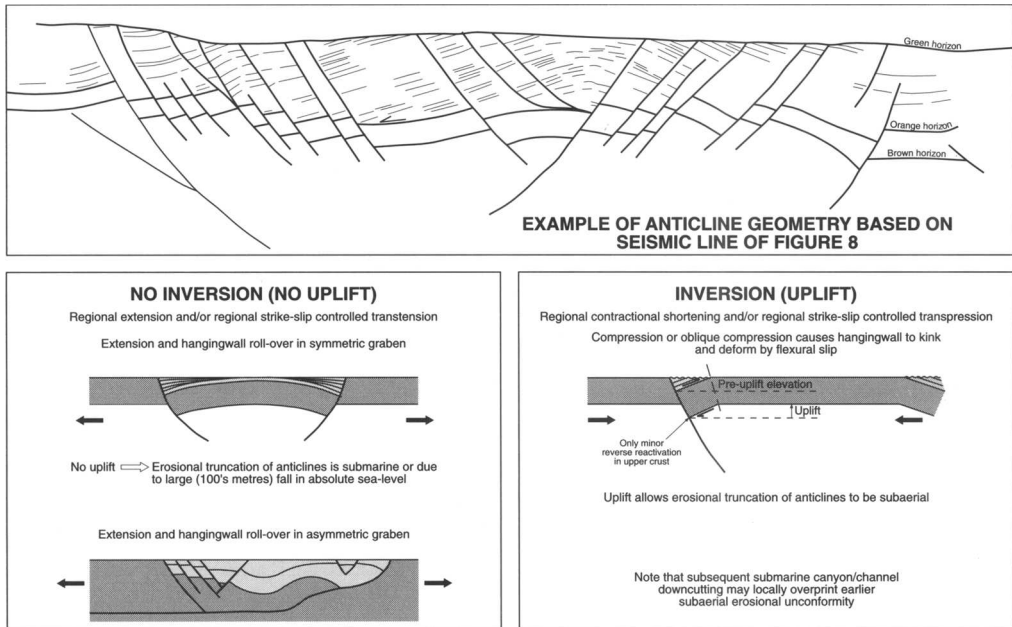 Green horizon
Orange horizon
Brown horizon
EXAMPLE OF ANTICLINE GEOMETRY BASED ON
SEISMIC LINE OF FIGURE 8
NO INVERSION (NO UPLIFT)
Regional extension and/or regional strike-slip controlled transtension
Extension and hangingwall roll-over in symmetric graben
No uplift ⇒ Erosional truncation of anticlines is submarine or due
to large (100's metres) fall in absolute sea-level
Extension and hangingwall roll-over in asymmetric graben
INVERSION (UPLIFT)
Regional contractional shortening and/or regional strike-slip controlled transpression
Compression or oblique compression causes hangingwall to kink
and deform by flexural slip
Pre-uplift elevation
Uplift
Only minor
reverse reactivation
in upper crust
Uplift allows erosional truncation of anticlines to be subaerial
Note that subsequent submarine canyon/channel
downcutting may locally overprint earlier
subaerial erosional unconformity